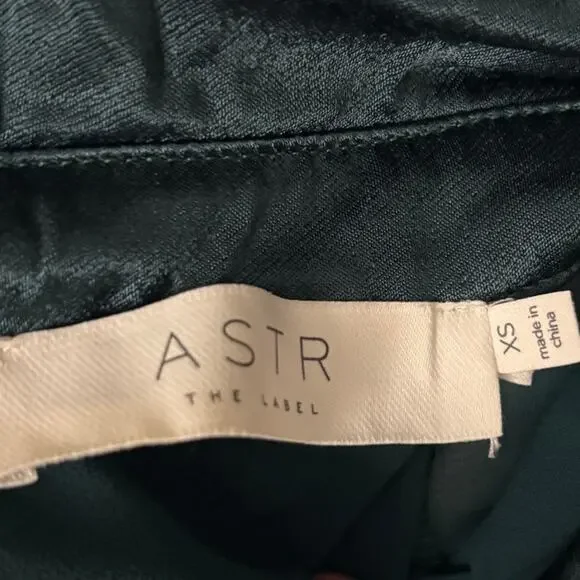 A STR
THE LABEL
XS
made in
china